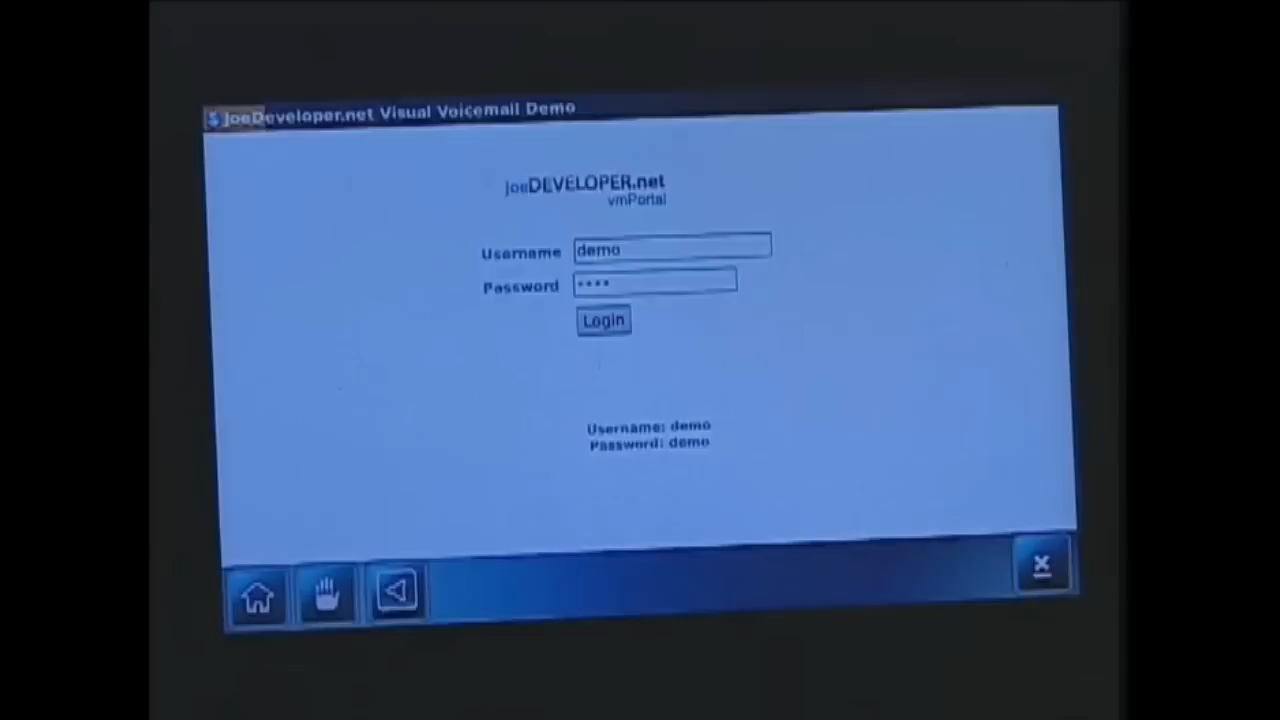 JoeDeveloper.net Visual Voicemail Demo
joeDEVELOPER.net
vmPortal
Username demo
Password ****
Login
Username: demo
Password: demo